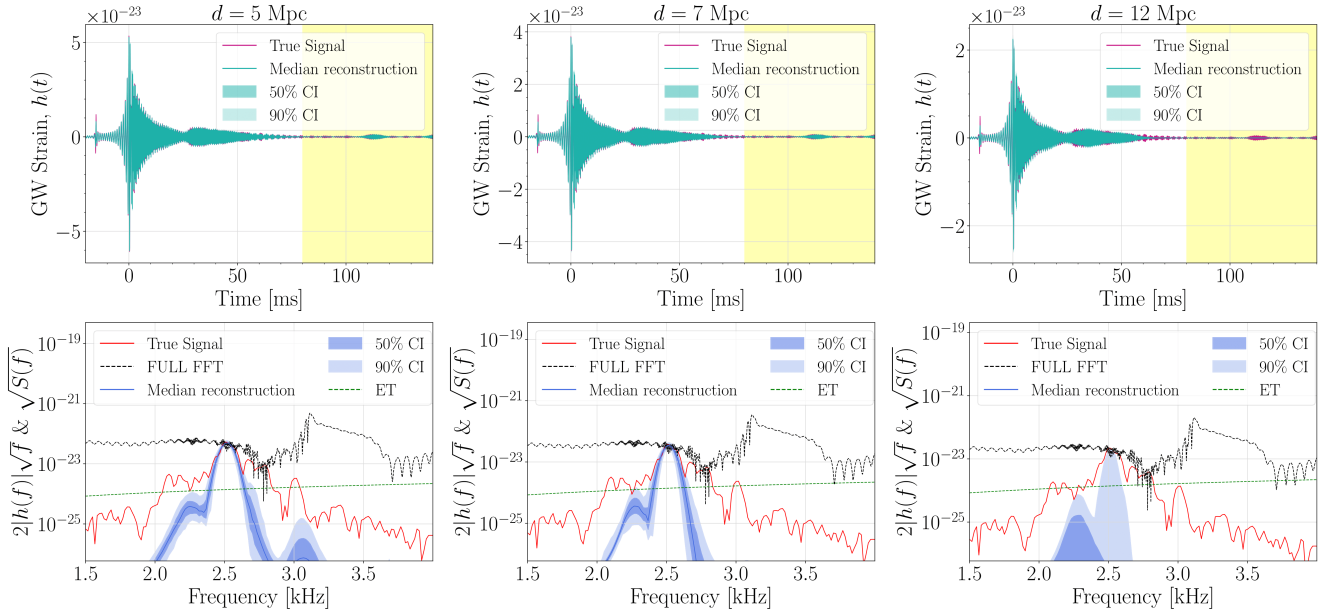 ×10−23
d = 5 Mpc
5
0
−5
GW Strain, h(t)
True Signal
Median reconstruction
50% CI
90% CI
0 50 100
Time [ms]
×10−23
d = 7 Mpc
4
2
0
−2
−4
GW Strain, h(t)
True Signal
Median reconstruction
50% CI
90% CI
0 50 100
Time [ms]
×10−23
d = 12 Mpc
2
0
−2
GW Strain, h(t)
True Signal
Median reconstruction
50% CI
90% CI
0 50 100
Time [ms]
10−19
10−21
10−23
10−25
2|h(f)|√f & √S(f)
True Signal 50% CI
FULL FFT 90% CI
Median reconstruction ET
1.5 2.0 2.5 3.0 3.5
Frequency [kHz]
10−19
10−21
10−23
10−25
2|h(f)|√f & √S(f)
True Signal 50% CI
FULL FFT 90% CI
Median reconstruction ET
1.5 2.0 2.5 3.0 3.5
Frequency [kHz]
10−19
10−21
10−23
10−25
2|h(f)|√f & √S(f)
True Signal 50% CI
FULL FFT 90% CI
Median reconstruction ET
1.5 2.0 2.5 3.0 3.5
Frequency [kHz]